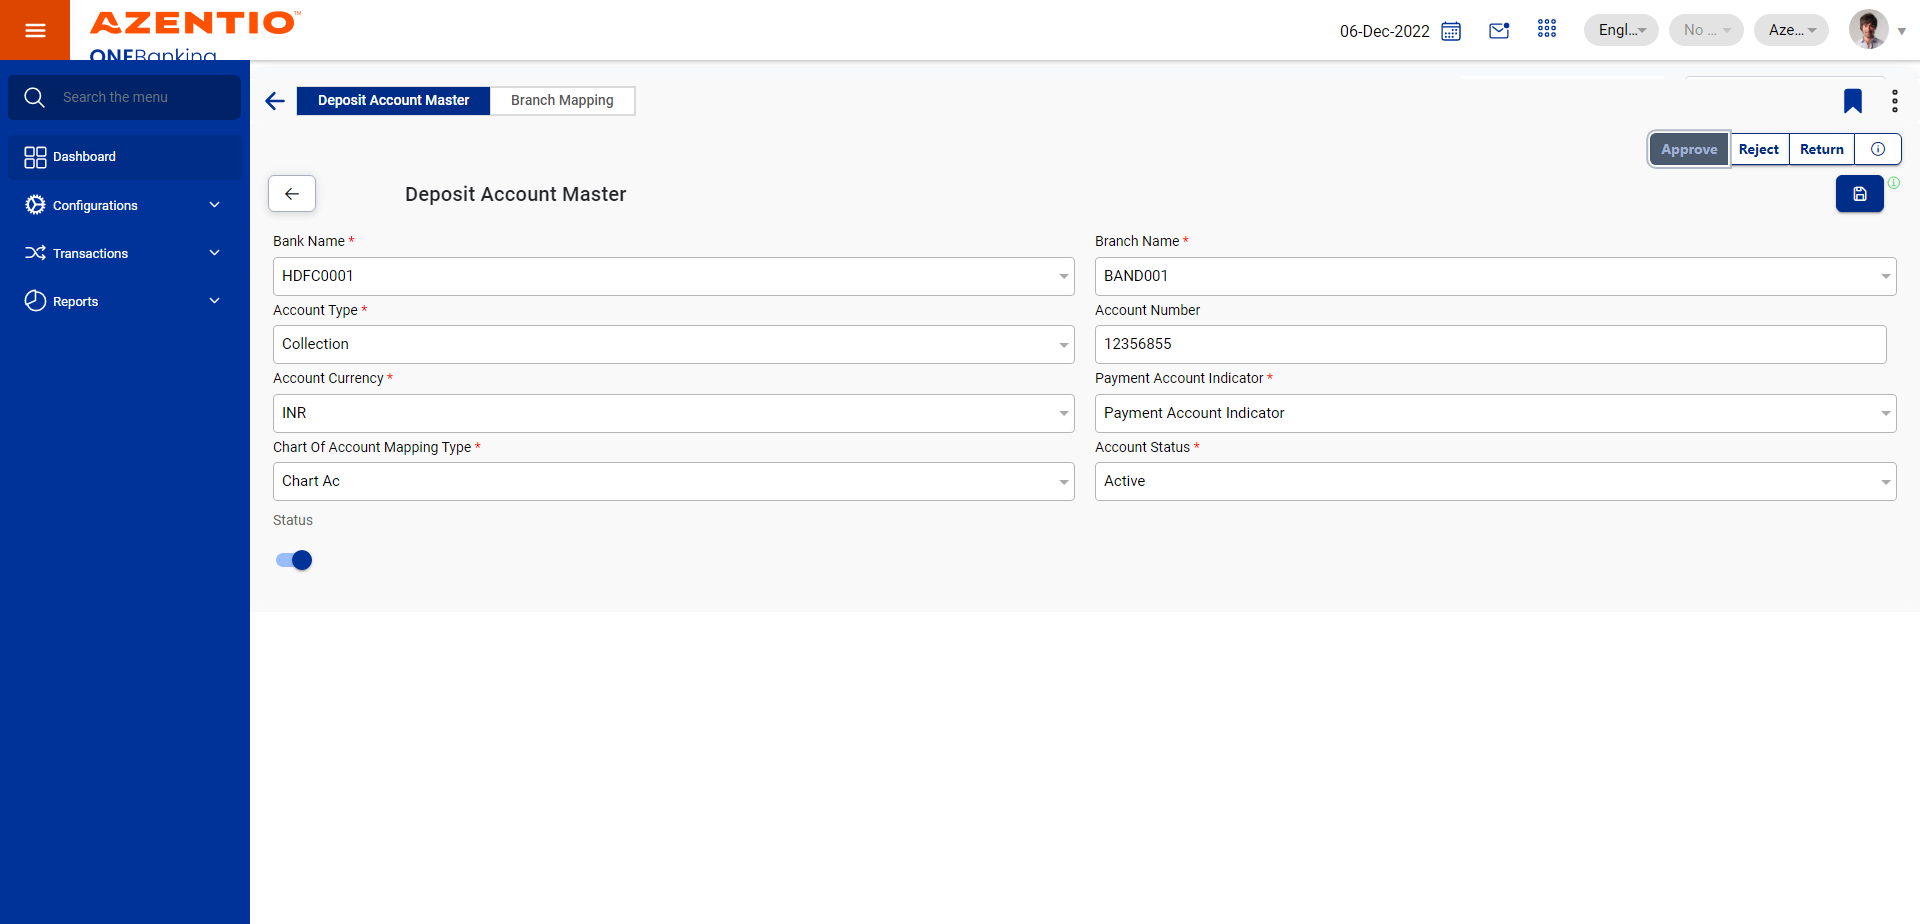 AZENTIO™
ONEBanking
06-Dec-2022
Engl...
No ...
Aze...
Search the menu
Dashboard
Configurations
Transactions
Reports
Deposit Account Master
Branch Mapping
Approve
Reject
Return
Deposit Account Master
Bank Name *
HDFC0001
Branch Name *
BAND001
Account Type *
Collection
Account Number
12356855
Account Currency *
INR
Payment Account Indicator *
Payment Account Indicator
Chart Of Account Mapping Type *
Chart Ac
Account Status *
Active
Status